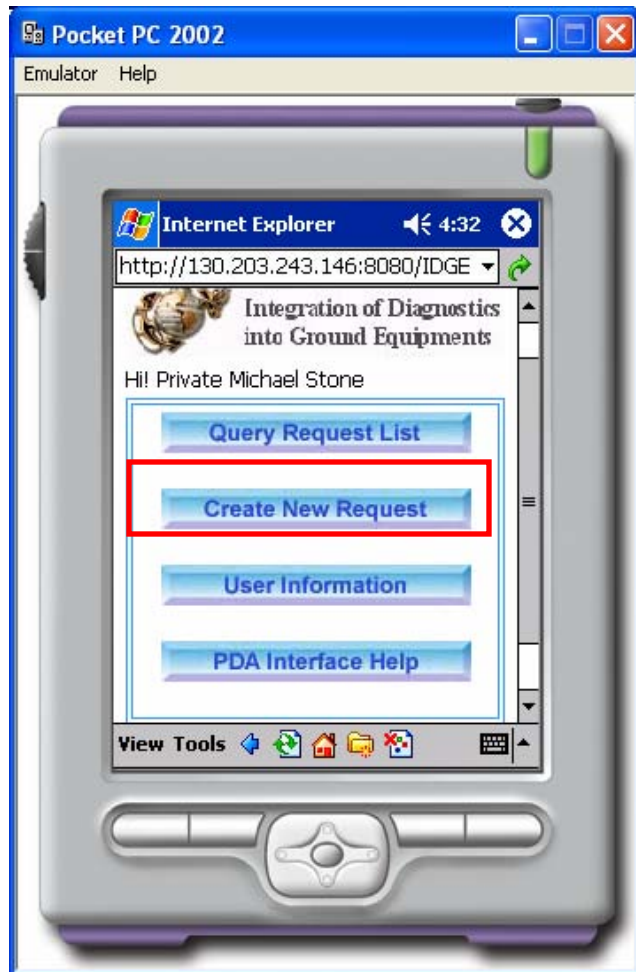 Pocket PC 2002
Emulator Help
Internet Explorer 4:32
http://130.203.243.146:8080/IDGE
Integration of Diagnostics
into Ground Equipments
Hi! Private Michael Stone
Query Request List
Create New Request
User Information
PDA Interface Help
View Tools